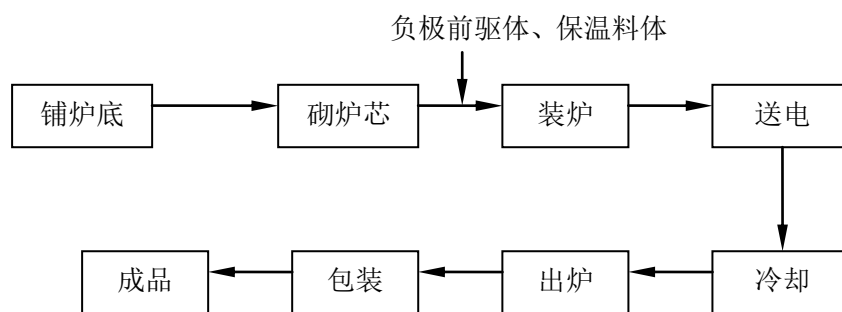 负极前驱体、保温料体
铺炉底
砌炉芯
装炉
送电
冷却
出炉
包装
成品